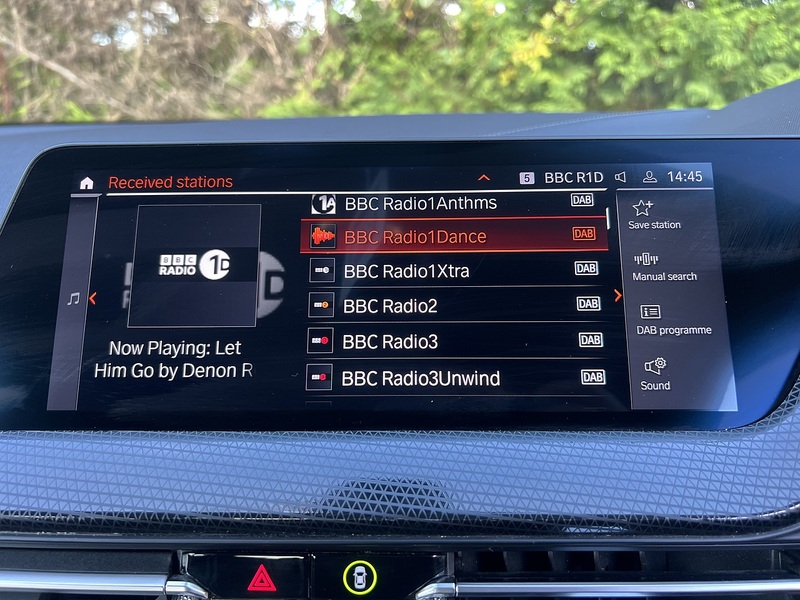 Received stations
5 BBC R1D 14:45
BBC
RADIO 1D
Now Playing: Let
Him Go by Denon R
1A BBC Radio1Anthms DAB
BBC Radio1Dance DAB
BBC Radio1Xtra DAB
BBC Radio2 DAB
BBC Radio3 DAB
BBC Radio3Unwind DAB
Save station
Manual search
DAB programme
Sound